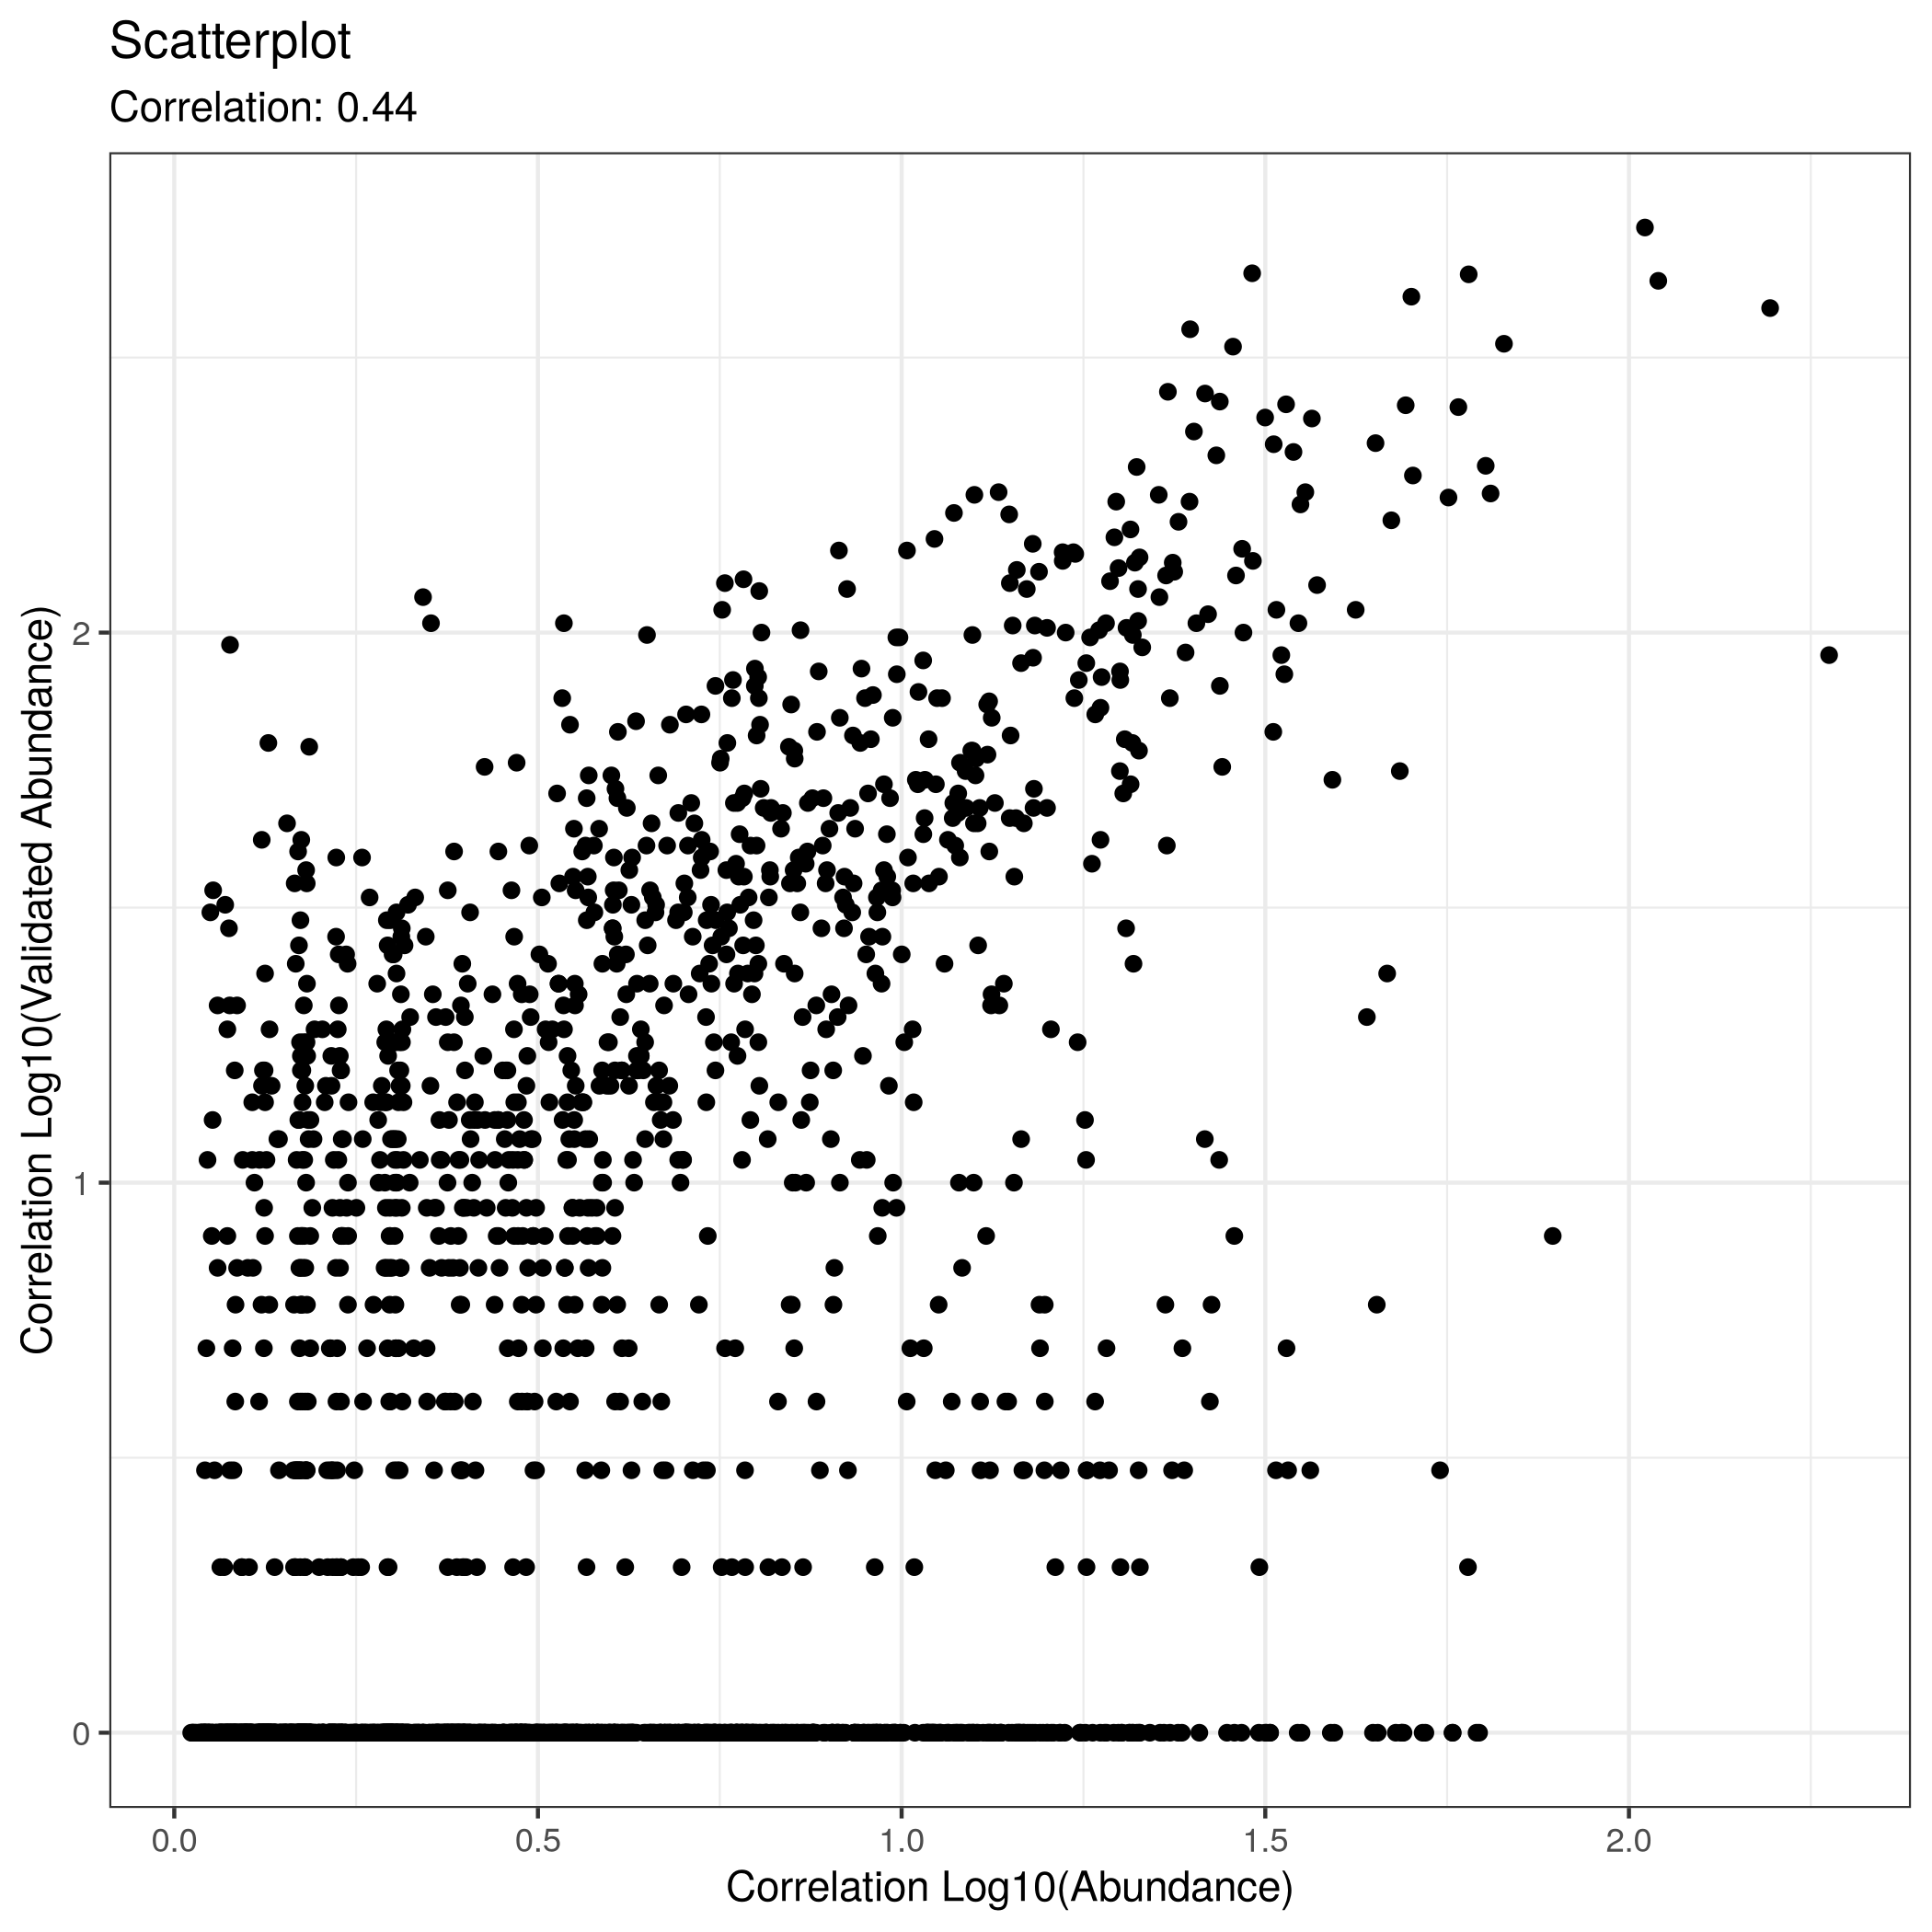 Scatterplot
Correlation: 0.44
Correlation Log10(Validated Abundance)
2
1
0
0.0
0.5
1.0
1.5
2.0
Correlation Log10(Abundance)